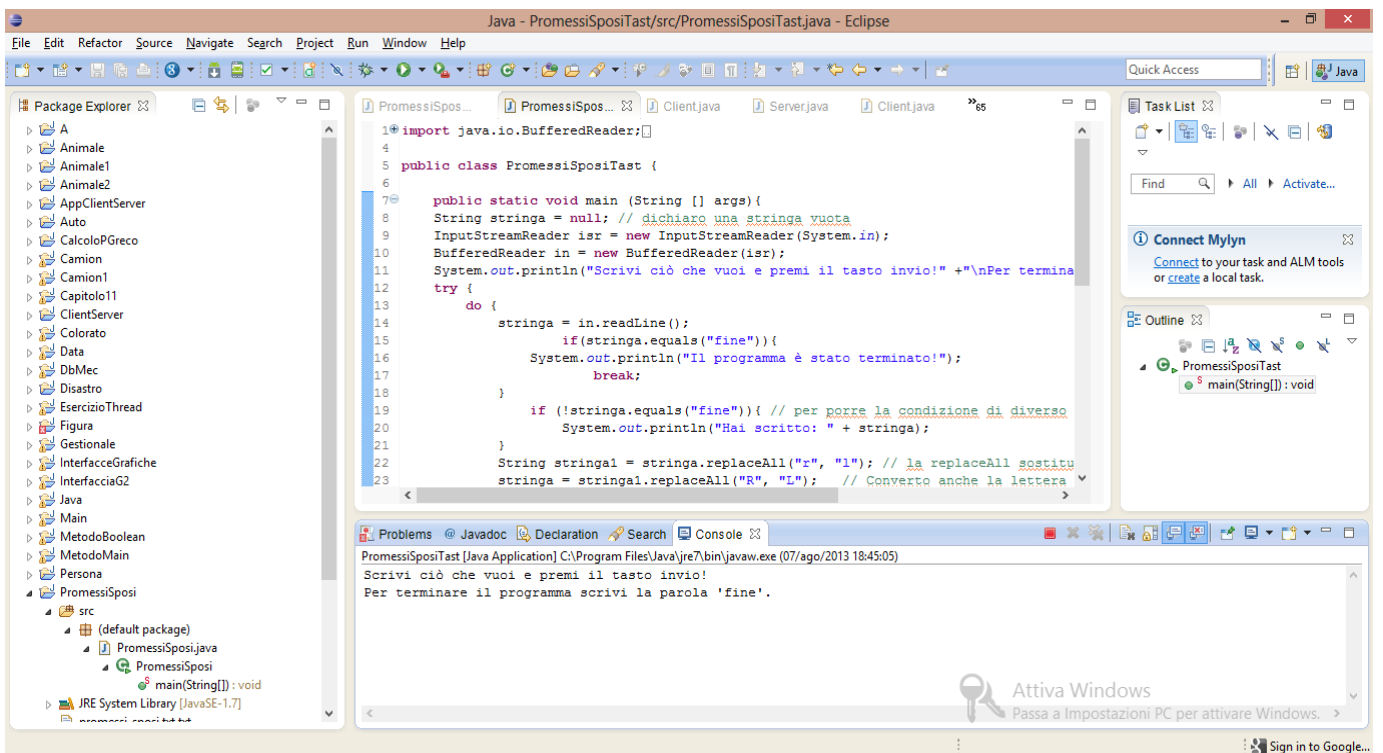 Java - PromessiSpositTast/src/PromessiSposiTast.java - Eclipse
File Edit Refactor Source Navigate Search Project Run Window Help
Quick Access
Java
Package Explorer
A
Animale
Animale1
Animale2
AppClientServer
Auto
CalcoloPGreco
Camion
Camion1
Capitolo11
ClientServer
Colorato
Data
DbMec
Disastro
EsercizioThread
Figura
Gestionale
InterfacceGrafiche
InterfacciaG2
Java
Main
MetodoBoolean
MetodoMain
Persona
PromessiSposi
src
(default package)
PromessiSposi.java
PromessiSposi
main(String[]) : void
JRE System Library [JavaSE-1.7]
PromessiSpos... PromessiSpos... Client.java Server.java Client.java »65
1 import java.io.BufferedReader;
4
5 public class PromessiSposiTast {
6
7 public static void main (String [] args){
8 String stringa = null; // dichiaro una stringa vuota
9 InputStreamReader isr = new InputStreamReader(System.in);
10 BufferedReader in = new BufferedReader(isr);
11 System.out.println("Scrivi ciò che vuoi e premi il tasto invio!" +"\nPer termina
12 try {
13 do {
14 stringa = in.readLine();
15 if(stringa.equals("fine")){
16 System.out.println("Il programma è stato terminato!");
17 break;
18 }
19 if (!stringa.equals("fine")){ // per porre la condizione di diverso
20 System.out.println("Hai scritto: " + stringa);
21 }
22 String stringa1 = stringa.replaceAll("r", "l"); // la replaceAll sostitu
23 stringa = stringa1.replaceAll("R", "L"); // Converto anche la lettera
Task List
Find All Activate...
Connect Mylyn
Connect to your task and ALM tools
or create a local task.
Outline
PromessiSposiTast
main(String[]) : void
Problems @ Javadoc Declaration Search Console
PromessiSposiTast [Java Application] C:\Program Files\Java\jre7\bin\javaw.exe (07/ago/2013 18:45:05)
Scrivi ciò che vuoi e premi il tasto invio!
Per terminare il programma scrivi la parola 'fine'.
Attiva Windows
Passa a Impostazioni PC per attivare Windows.
Sign in to Google...